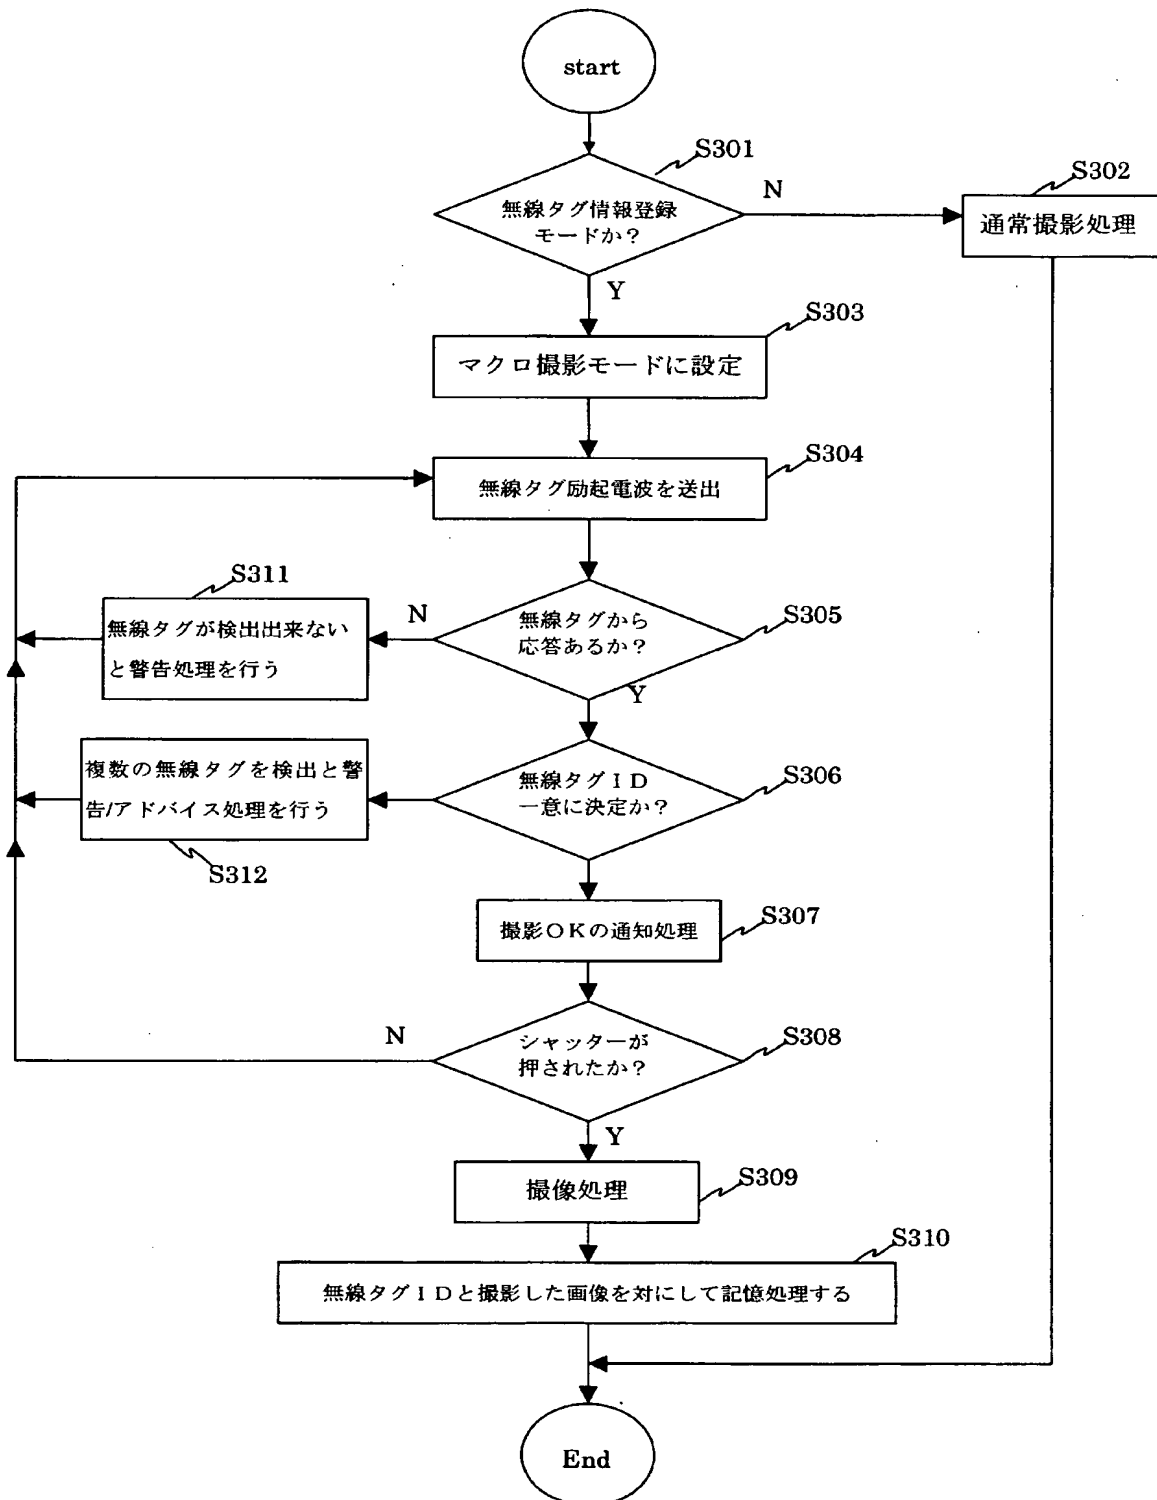 start
S301
無線タグ情報登録
モードか？
N
S302
通常撮影処理
Y
S303
マクロ撮影モードに設定
S304
無線タグ励起電波を送出
S311
無線タグが検出出来ない
と警告処理を行う
N
無線タグから
応答あるか？
S305
Y
複数の無線タグを検出と警
告/アドバイス処理を行う
S312
無線タグＩＤ
一意に決定か？
S306
撮影ＯＫの通知処理
S307
N
シャッターが
押されたか？
S308
Y
撮像処理
S309
S310
無線タグＩＤと撮影した画像を対にして記憶処理する
End